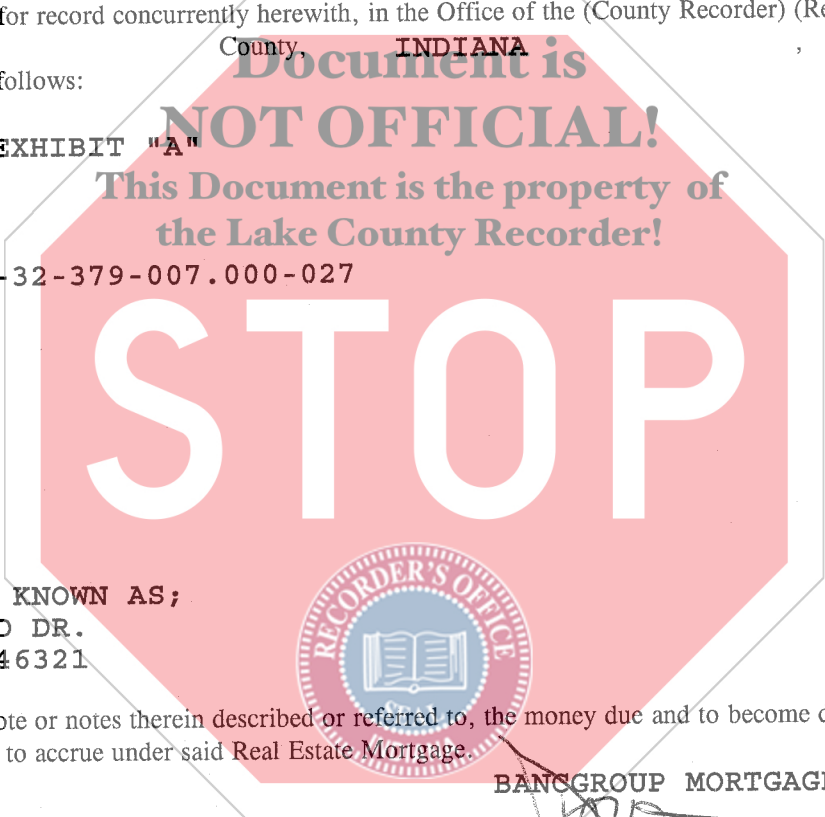 for record concurrently herewith, in the Office of the (County Recorder) (Re
County, INDIANA ,
follows:
Document is
NOT OFFICIAL!
EXHIBIT "A"
This Document is the property of
the Lake County Recorder!
-32-379-007.000-027
STOP
RECORDER'S OFFICE
SEAL
KNOWN AS;
DR.
46321
ote or notes therein described or referred to, the money due and to become
to accrue under said Real Estate Mortgage.
BANCGROUP MORTGAGE